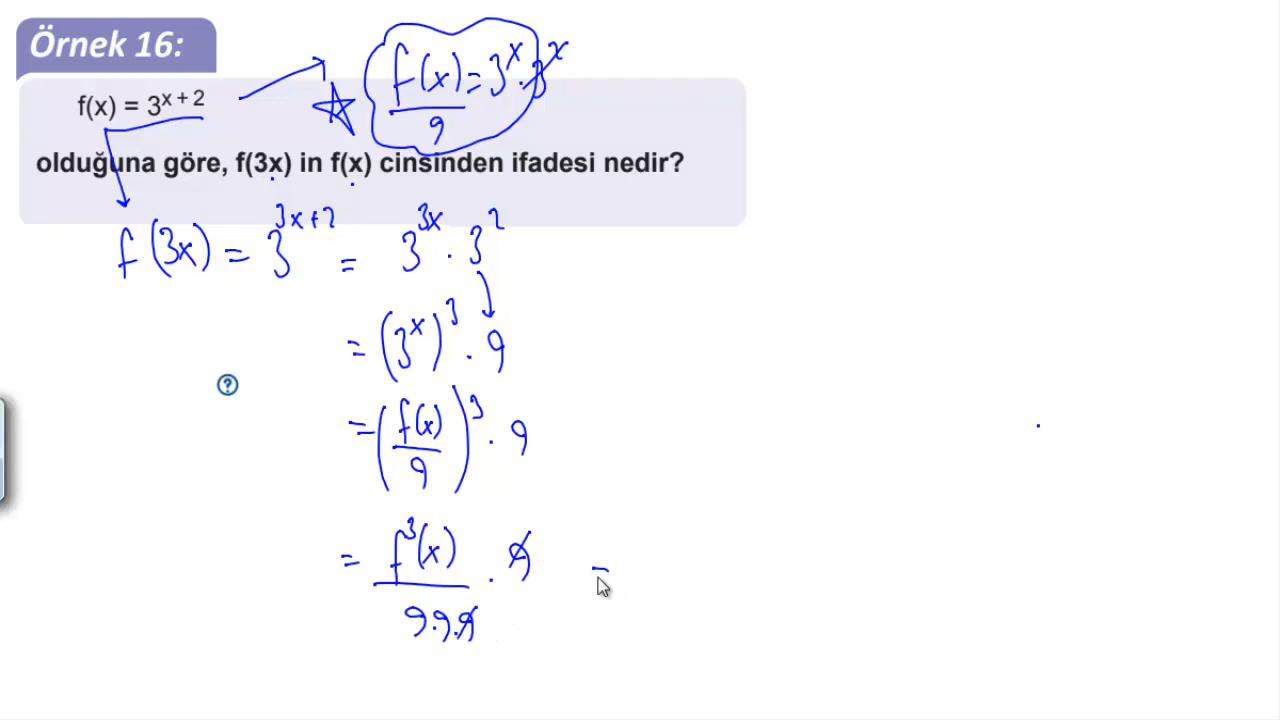 Örnek 16:
f(x) = 3^x . 3^x
9
f(x) = 3^{x + 2}
olduğuna göre, f(3x) in f(x) cinsinden ifadesi nedir?
f(3x) = 3^{3x+2} = 3^{3x} . 3^2
= (3^x)^3 . 9
?
= (f(x)/9)^3 . 9
= f^3(x) . 9 =
9.9.9